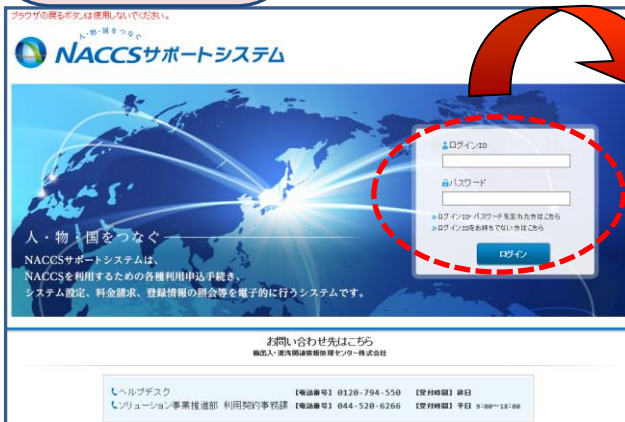 ブラウザの戻るボタンは使用しないでください。
人・物・国をつなぐ
NACCSサポートシステム
ログインID
パスワード
»ログインID・パスワードを忘れた方はこちら
»ログインIDをお持ちでない方はこちら
ログイン
人・物・国をつなぐ
NACCSサポートシステムは、
NACCSを利用するための各種利用申込手続き、
システム設定、料金請求、登録情報の照会等を電子的に行うシステムです。
お問い合わせ先はこちら
輸出入・港湾関連情報処理センター株式会社
ヘルプデスク 【電話番号】 0120-794-550 【受付時間】 終日
ソリューション事業推進部 利用契約事務課 【電話番号】 044-520-6266 【受付時間】 平日 9:00～18:00